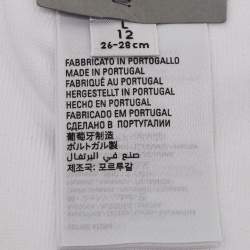 L
12
26-28cm
FABBRICATO IN PORTOGALLO
MADE IN PORTUGAL
FABRIQUÉ AU PORTUGAL
HERGESTELLT IN PORTUGAL
HECHO EN PORTUGAL
FABRICADO EM PORTUGAL
СДЕЛАНО В ПОРТУГАЛИИ
葡萄牙制造
ポルトガル製
صنع في البرتغال
제조국: 포르투갈